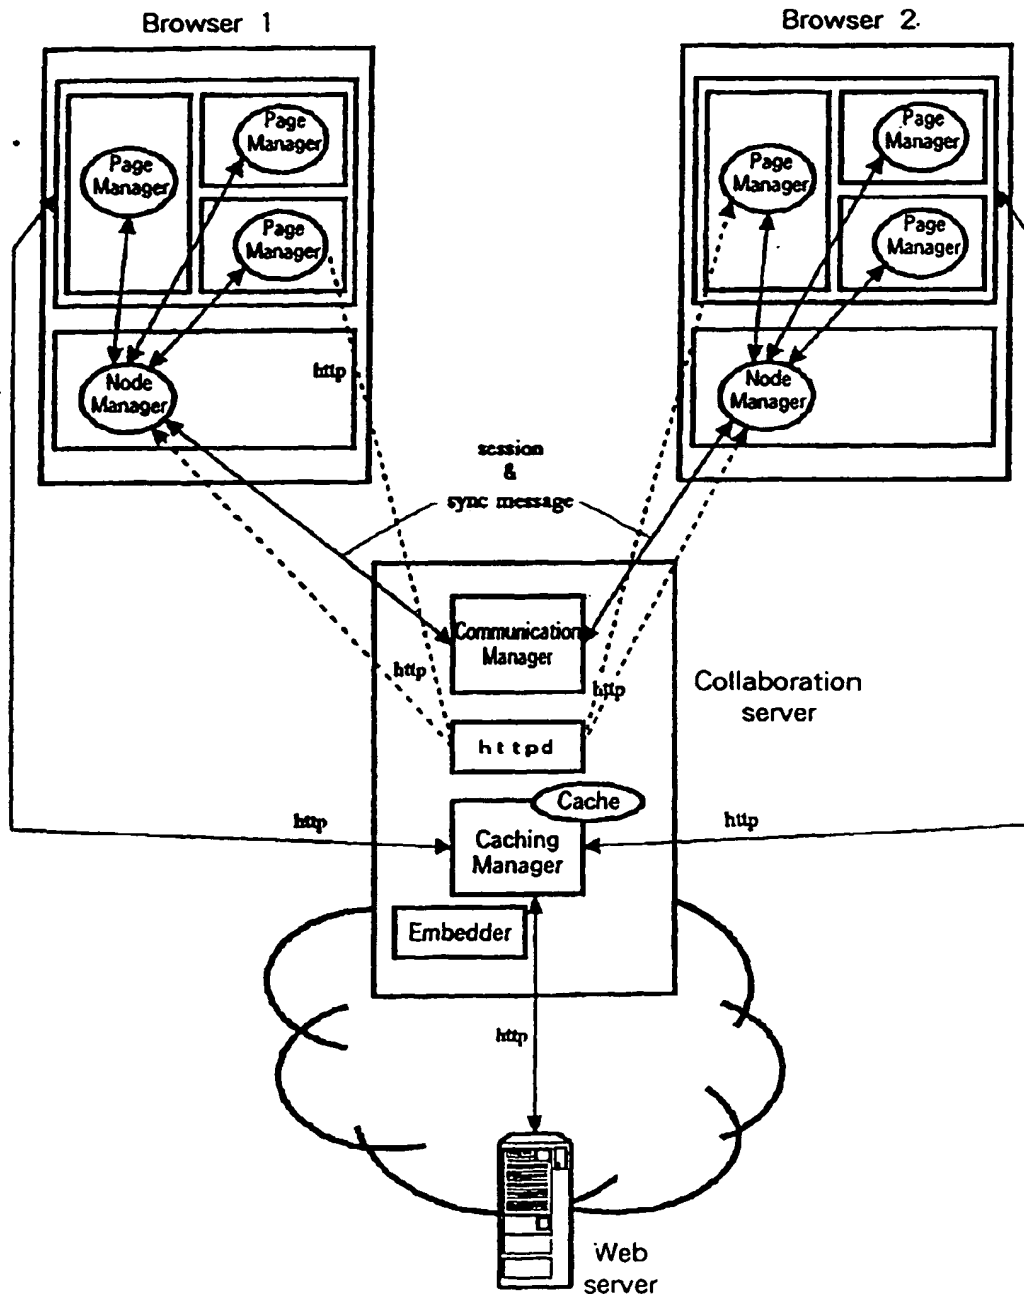 Browser 1
Browser 2
Page
Manager
Page
Manager
Page
Manager
Node
Manager
Page
Manager
Page
Manager
Page
Manager
Node
Manager
http
session
&
sync message
Communication
Manager
http
http
Collaboration
server
httpd
Cache
http
http
Caching
Manager
Embedder
http
Web
server